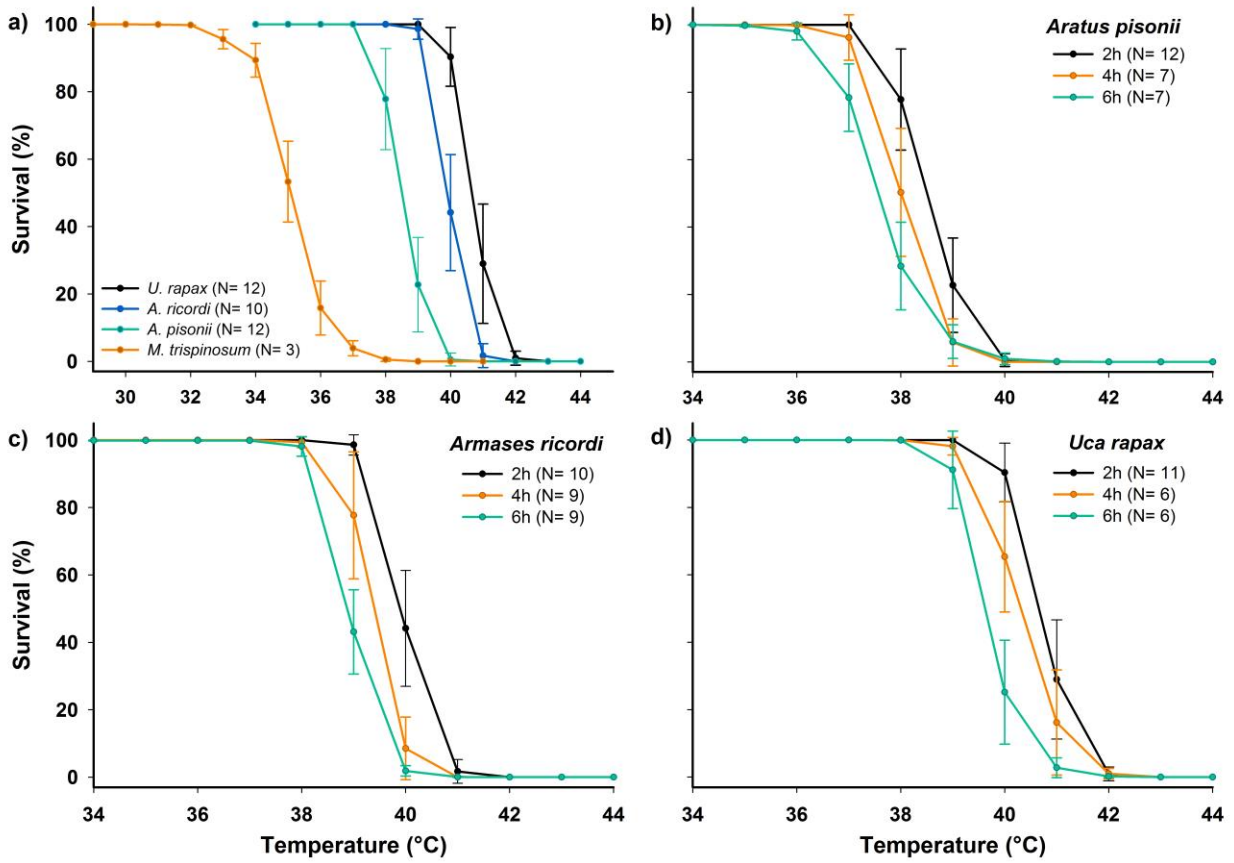 a)
Survival (%)
100
80
60
40
20
0
U. rapax (N= 12)
A. ricordi (N= 10)
A. pisonii (N= 12)
M. trispinosum (N= 3)
30 32 34 36 38 40 42 44
b)
Aratus pisonii
2h (N= 12)
4h (N= 7)
6h (N=7)
34 36 38 40 42 44
c)
Survival (%)
100
80
60
40
20
0
Armases ricordi
2h (N= 10)
4h (N= 9)
6h (N= 9)
34 36 38 40 42 44
Temperature (°C)
d)
Uca rapax
2h (N= 11)
4h (N= 6)
6h (N= 6)
34 36 38 40 42 44
Temperature (°C)